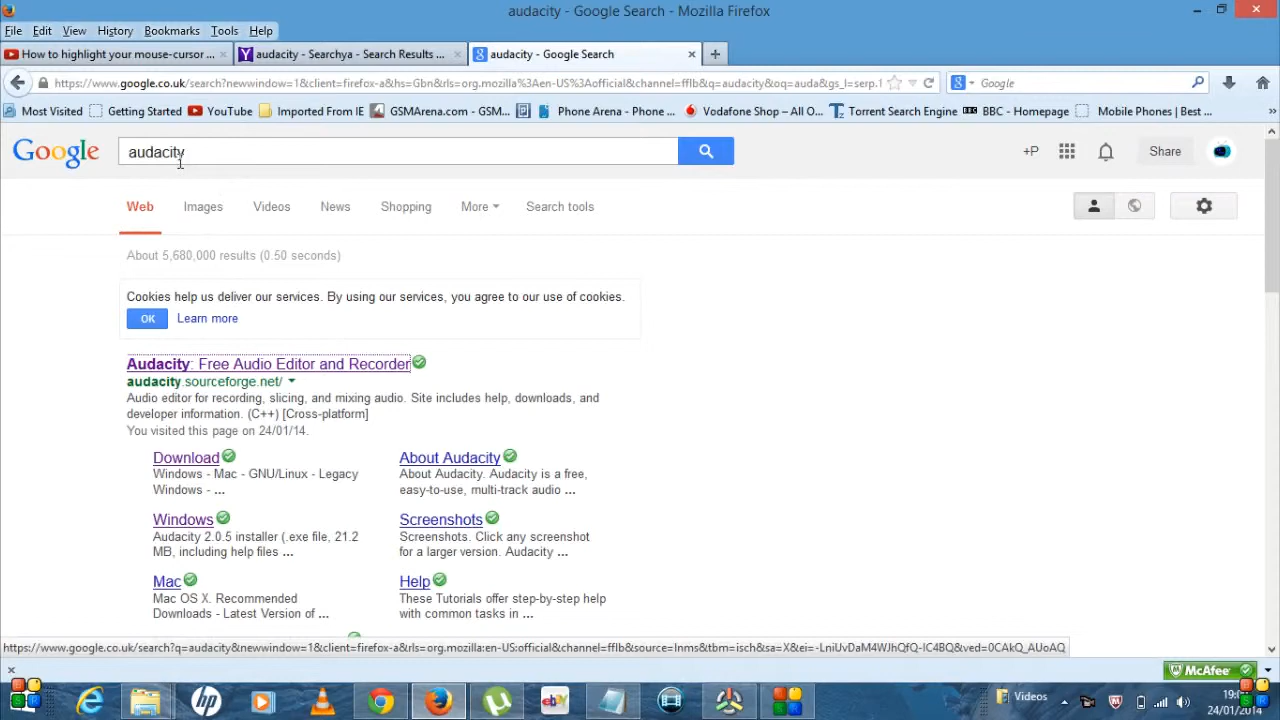 audacity - Google Search - Mozilla Firefox
File Edit View History Bookmarks Tools Help
How to highlight your mouse-cursor ... audacity - Searchya - Search Results ... audacity - Google Search
https://www.google.co.uk/search?newwindow=1&client=firefox-a&hs=Gbn&rls=org.mozilla%3Aen-US%3Aofficial&channel=fflb&q=audacity&oq=auda&gs_l=serp.1 Google
Most Visited Getting Started YouTube Imported From IE GSMArena.com - GSM... Phone Arena - Phone ... Vodafone Shop – All O... Torrent Search Engine BBC - Homepage Mobile Phones | Best ...
Google audacity +P Share
Web Images Videos News Shopping More Search tools
About 5,680,000 results (0.50 seconds)
Cookies help us deliver our services. By using our services, you agree to our use of cookies.
OK Learn more
Audacity: Free Audio Editor and Recorder
audacity.sourceforge.net/
Audio editor for recording, slicing, and mixing audio. Site includes help, downloads, and
developer information. (C++) [Cross-platform]
You visited this page on 24/01/14.
Download About Audacity
Windows - Mac - GNU/Linux - Legacy About Audacity. Audacity is a free,
Windows - ... easy-to-use, multi-track audio ...
Windows Screenshots
Audacity 2.0.5 installer (.exe file, 21.2 Screenshots. Click any screenshot
MB, including help files ... for a larger version. Audacity ...
Mac Help
Mac OS X. Recommended These Tutorials offer step-by-step help
Downloads - Latest Version of ... with common tasks in ...
https://www.google.co.uk/search?q=audacity&newwindow=1&client=firefox-a&rls=org.mozilla:en-US:official&channel=fflb&source=lnms&tbm=isch&sa=X&ei=-LniUvDaM4WJhQfQ-IC4BQ&ved=0CAkQ_AUoAQ
McAfee
Videos
24/01/2014